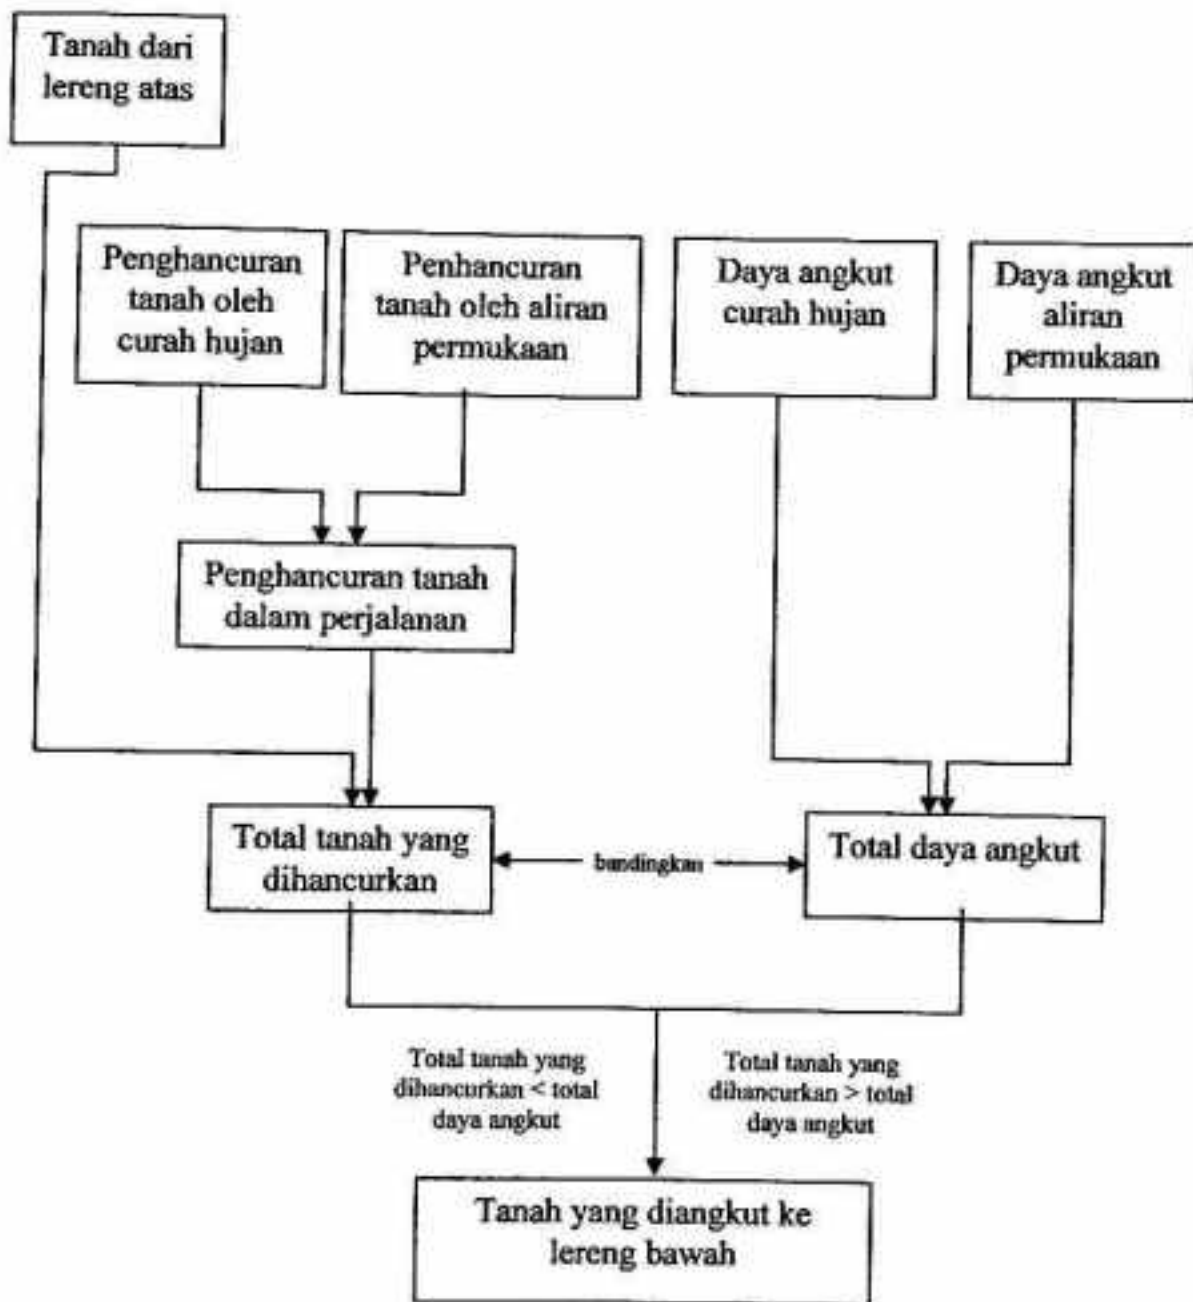 Tanah dari
lereng atas
Penghancuran
tanah oleh
curah hujan
Penhancuran
tanah oleh aliran
permukaan
Daya angkut
curah hujan
Daya angkut
aliran
permukaan
Penghancuran tanah
dalam perjalanan
Total tanah yang
dihancurkan
bandingkan
Total daya angkut
Total tanah yang
dihancurkan < total
daya angkut
Total tanah yang
dihancurkan > total
daya angkut
Tanah yang diangkut ke
lereng bawah